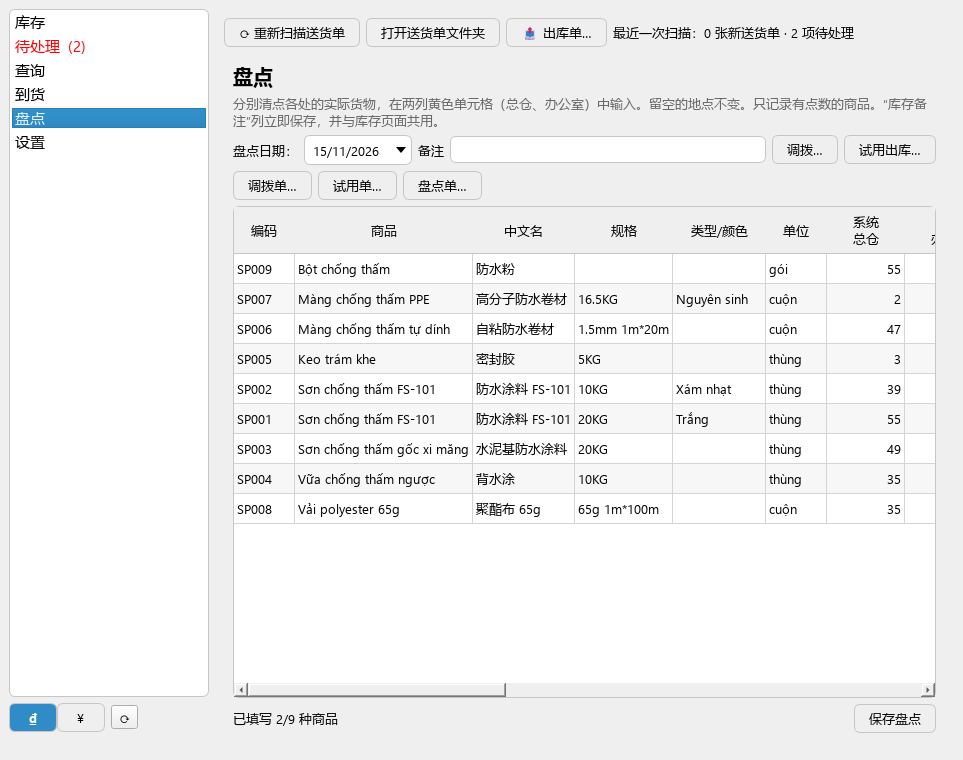 库存
待处理 (2)
查询
到货
盘点
设置
⟳ 重新扫描送货单
打开送货单文件夹
出库单...
最近一次扫描：0 张新送货单 · 2 项待处理
盘点
分别清点各处的实际货物，在两列黄色单元格（总仓、办公室）中输入。留空的地点不变。只记录有点数的商品。"库存备
注"列立即保存，并与库存页面共用。
盘点日期: 15/11/2026 备注 调拨... 试用出库...
调拨单... 试用单... 盘点单...
编码 商品 中文名 规格 类型/颜色 单位 系统
总仓
SP009 Bột chống thấm 防水粉 gói 55
SP007 Màng chống thấm PPE 高分子防水卷材 16.5KG Nguyên sinh cuộn 2
SP006 Màng chống thấm tự dính 自粘防水卷材 1.5mm 1m*20m cuộn 47
SP005 Keo trám khe 密封胶 5KG thùng 3
SP002 Sơn chống thấm FS-101 防水涂料 FS-101 10KG Xám nhạt thùng 39
SP001 Sơn chống thấm FS-101 防水涂料 FS-101 20KG Trắng thùng 55
SP003 Sơn chống thấm gốc xi măng 水泥基防水涂料 20KG thùng 49
SP004 Vữa chống thấm ngược 背水涂 10KG thùng 35
SP008 Vải polyester 65g 聚酯布 65g 65g 1m*100m cuộn 35
₫ ¥ ⟳
已填写 2/9 种商品
保存盘点